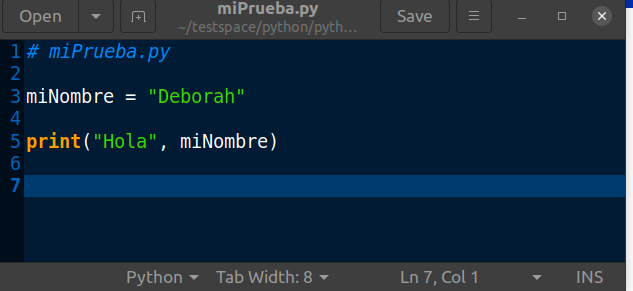 Open miPrueba.py Save
~/testspace/python/pyth...
1 # miPrueba.py
2
3 miNombre = "Deborah"
4
5 print("Hola", miNombre)
6
7
Python Tab Width: 8 Ln 7, Col 1 INS